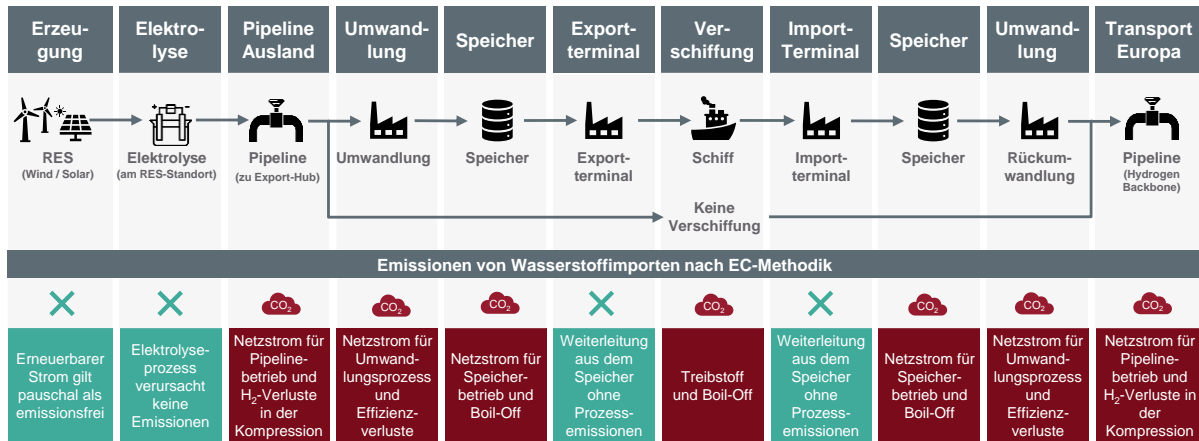 Erzeu-
gung
Elektro-
lyse
Pipeline
Ausland
Umwand-
lung
Speicher
Export-
terminal
Ver-
schiffung
Import-
Terminal
Speicher
Umwand-
lung
Transport
Europa
RES
(Wind / Solar)
Elektrolyse
(am RES-Standort)
Pipeline
(zu Export-Hub)
Umwandlung
Speicher
Export-
terminal
Schiff
Import-
terminal
Speicher
Rückum-
wandlung
Pipeline
(Hydrogen
Backbone)
Keine
Verschiffung
Emissionen von Wasserstoffimporten nach EC-Methodik
CO₂
CO₂
CO₂
CO₂
CO₂
CO₂
CO₂
Erneuerbarer
Strom gilt
pauschal als
emissionsfrei
Elektrolyse-
prozess
verursacht
keine
Emissionen
Netzstrom für
Pipeline-
betrieb und
H₂-Verluste
in der
Kompression
Netzstrom für
Umwand-
lungsprozess
und
Effizienz-
verluste
Netzstrom für
Speicher-
betrieb und
Boil-Off
Weiterleitung
aus dem
Speicher
ohne
Prozess-
emissionen
Treibstoff
und Boil-Off
Weiterleitung
aus dem
Speicher
ohne
Prozess-
emissionen
Netzstrom für
Speicher-
betrieb und
Boil-Off
Netzstrom für
Umwand-
lungsprozess
und
Effizienz-
verluste
Netzstrom für
Pipeline-
betrieb und
H₂-Verluste in
der
Kompression